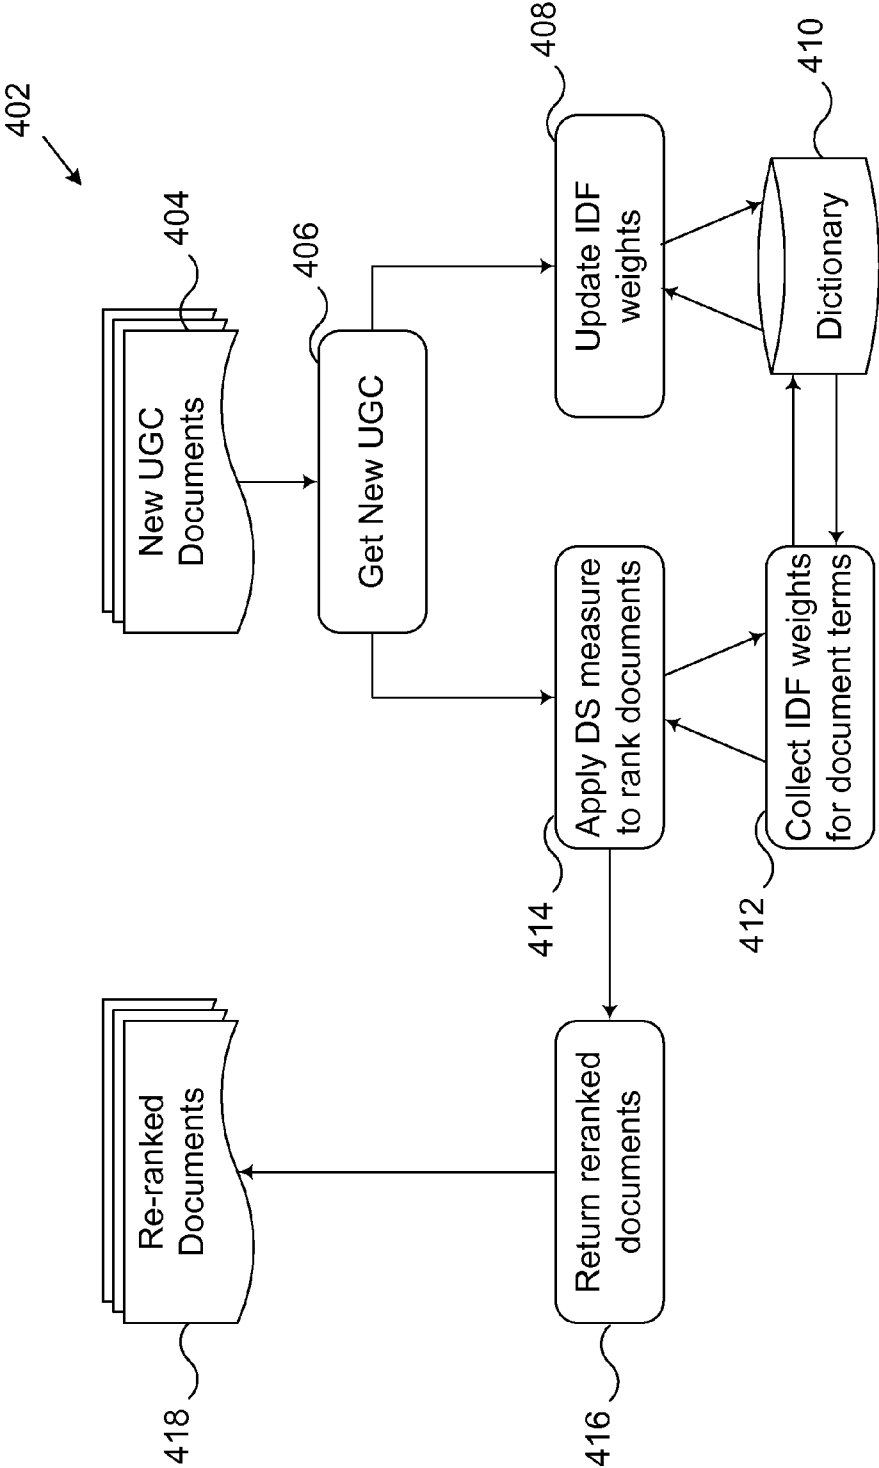 402
New UGC
Documents
404
Get New UGC
406
Update IDF
weights
408
Dictionary
410
Collect IDF weights
for document terms
412
Apply DS measure
to rank documents
414
Return reranked
documents
416
Re-ranked
Documents
418